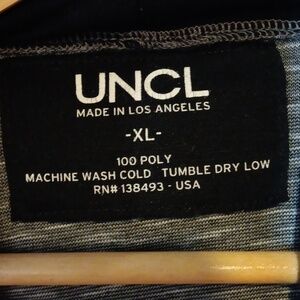 UNCL
MADE IN LOS ANGELES
-XL-
100 POLY
MACHINE WASH COLD TUMBLE DRY LOW
RN# 138493 - USA